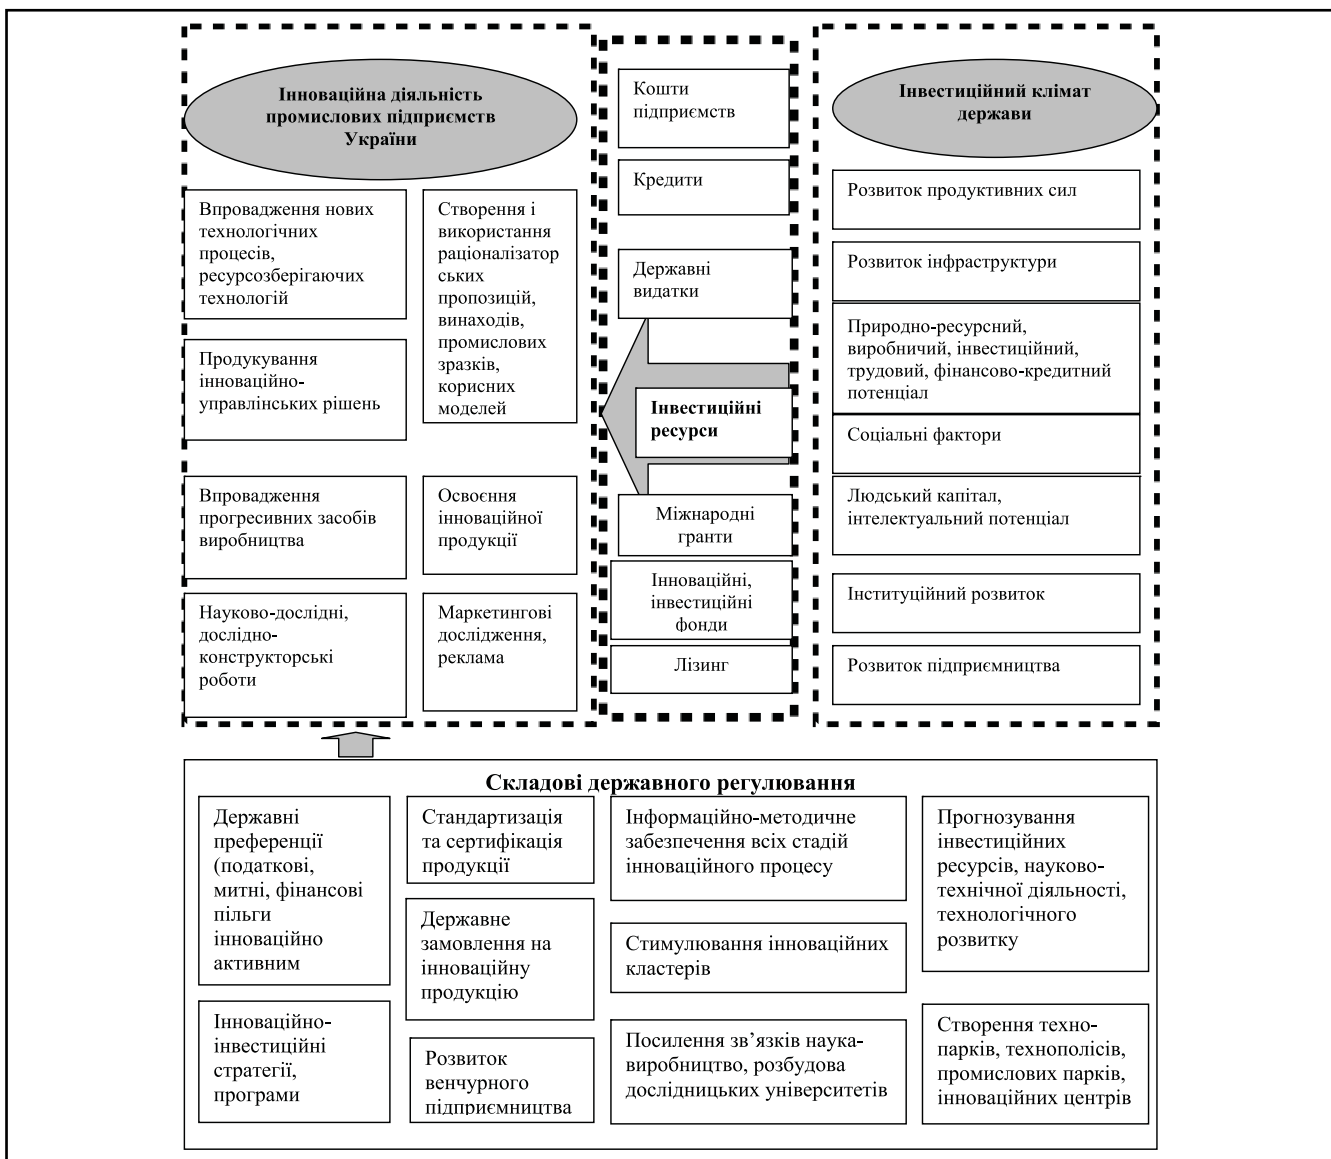 Інноваційна діяльність
промислових підприємств
України
Впровадження нових
технологічних
процесів,
ресурсозберігаючих
технологій
Створення і
використання
раціоналізатор
ських
пропозицій,
винаходів,
промислових
зразків,
корисних
моделей
Продукування
інноваційно-
управлінських рішень
Впровадження
прогресивних засобів
виробництва
Освоєння
інноваційної
продукції
Науково-дослідні,
дослідно-
конструкторські
роботи
Маркетингові
дослідження,
реклама
Кошти
підприємств
Кредити
Державні
видатки
Інвестиційні
ресурси
Міжнародні
гранти
Інноваційні,
інвестиційні
фонди
Лізинг
Інвестиційний клімат
держави
Розвиток продуктивних сил
Розвиток інфраструктури
Природно-ресурсний,
виробничий, інвестиційний,
трудовий, фінансово-кредитний
потенціал
Соціальні фактори
Людський капітал,
інтелектуальний потенціал
Інституційний розвиток
Розвиток підприємництва
Складові державного регулювання
Державні
преференції
(податкові,
митні, фінансові
пільги
інноваційно
активним
Інноваційно-
інвестиційні
стратегії,
програми
Стандартизація
та сертифікація
продукції
Державне
замовлення на
інноваційну
продукцію
Розвиток
венчурного
підприємництва
Інформаційно-методичне
забезпечення всіх стадій
інноваційного процесу
Стимулювання інноваційних
кластерів
Посилення зв’язків наука-
виробництво, розбудова
дослідницьких університетів
Прогнозування
інвестиційних
ресурсів, науково-
технічної діяльності,
технологічного
розвитку
Створення техно-
парків, технополісів,
промислових парків,
інноваційних центрів